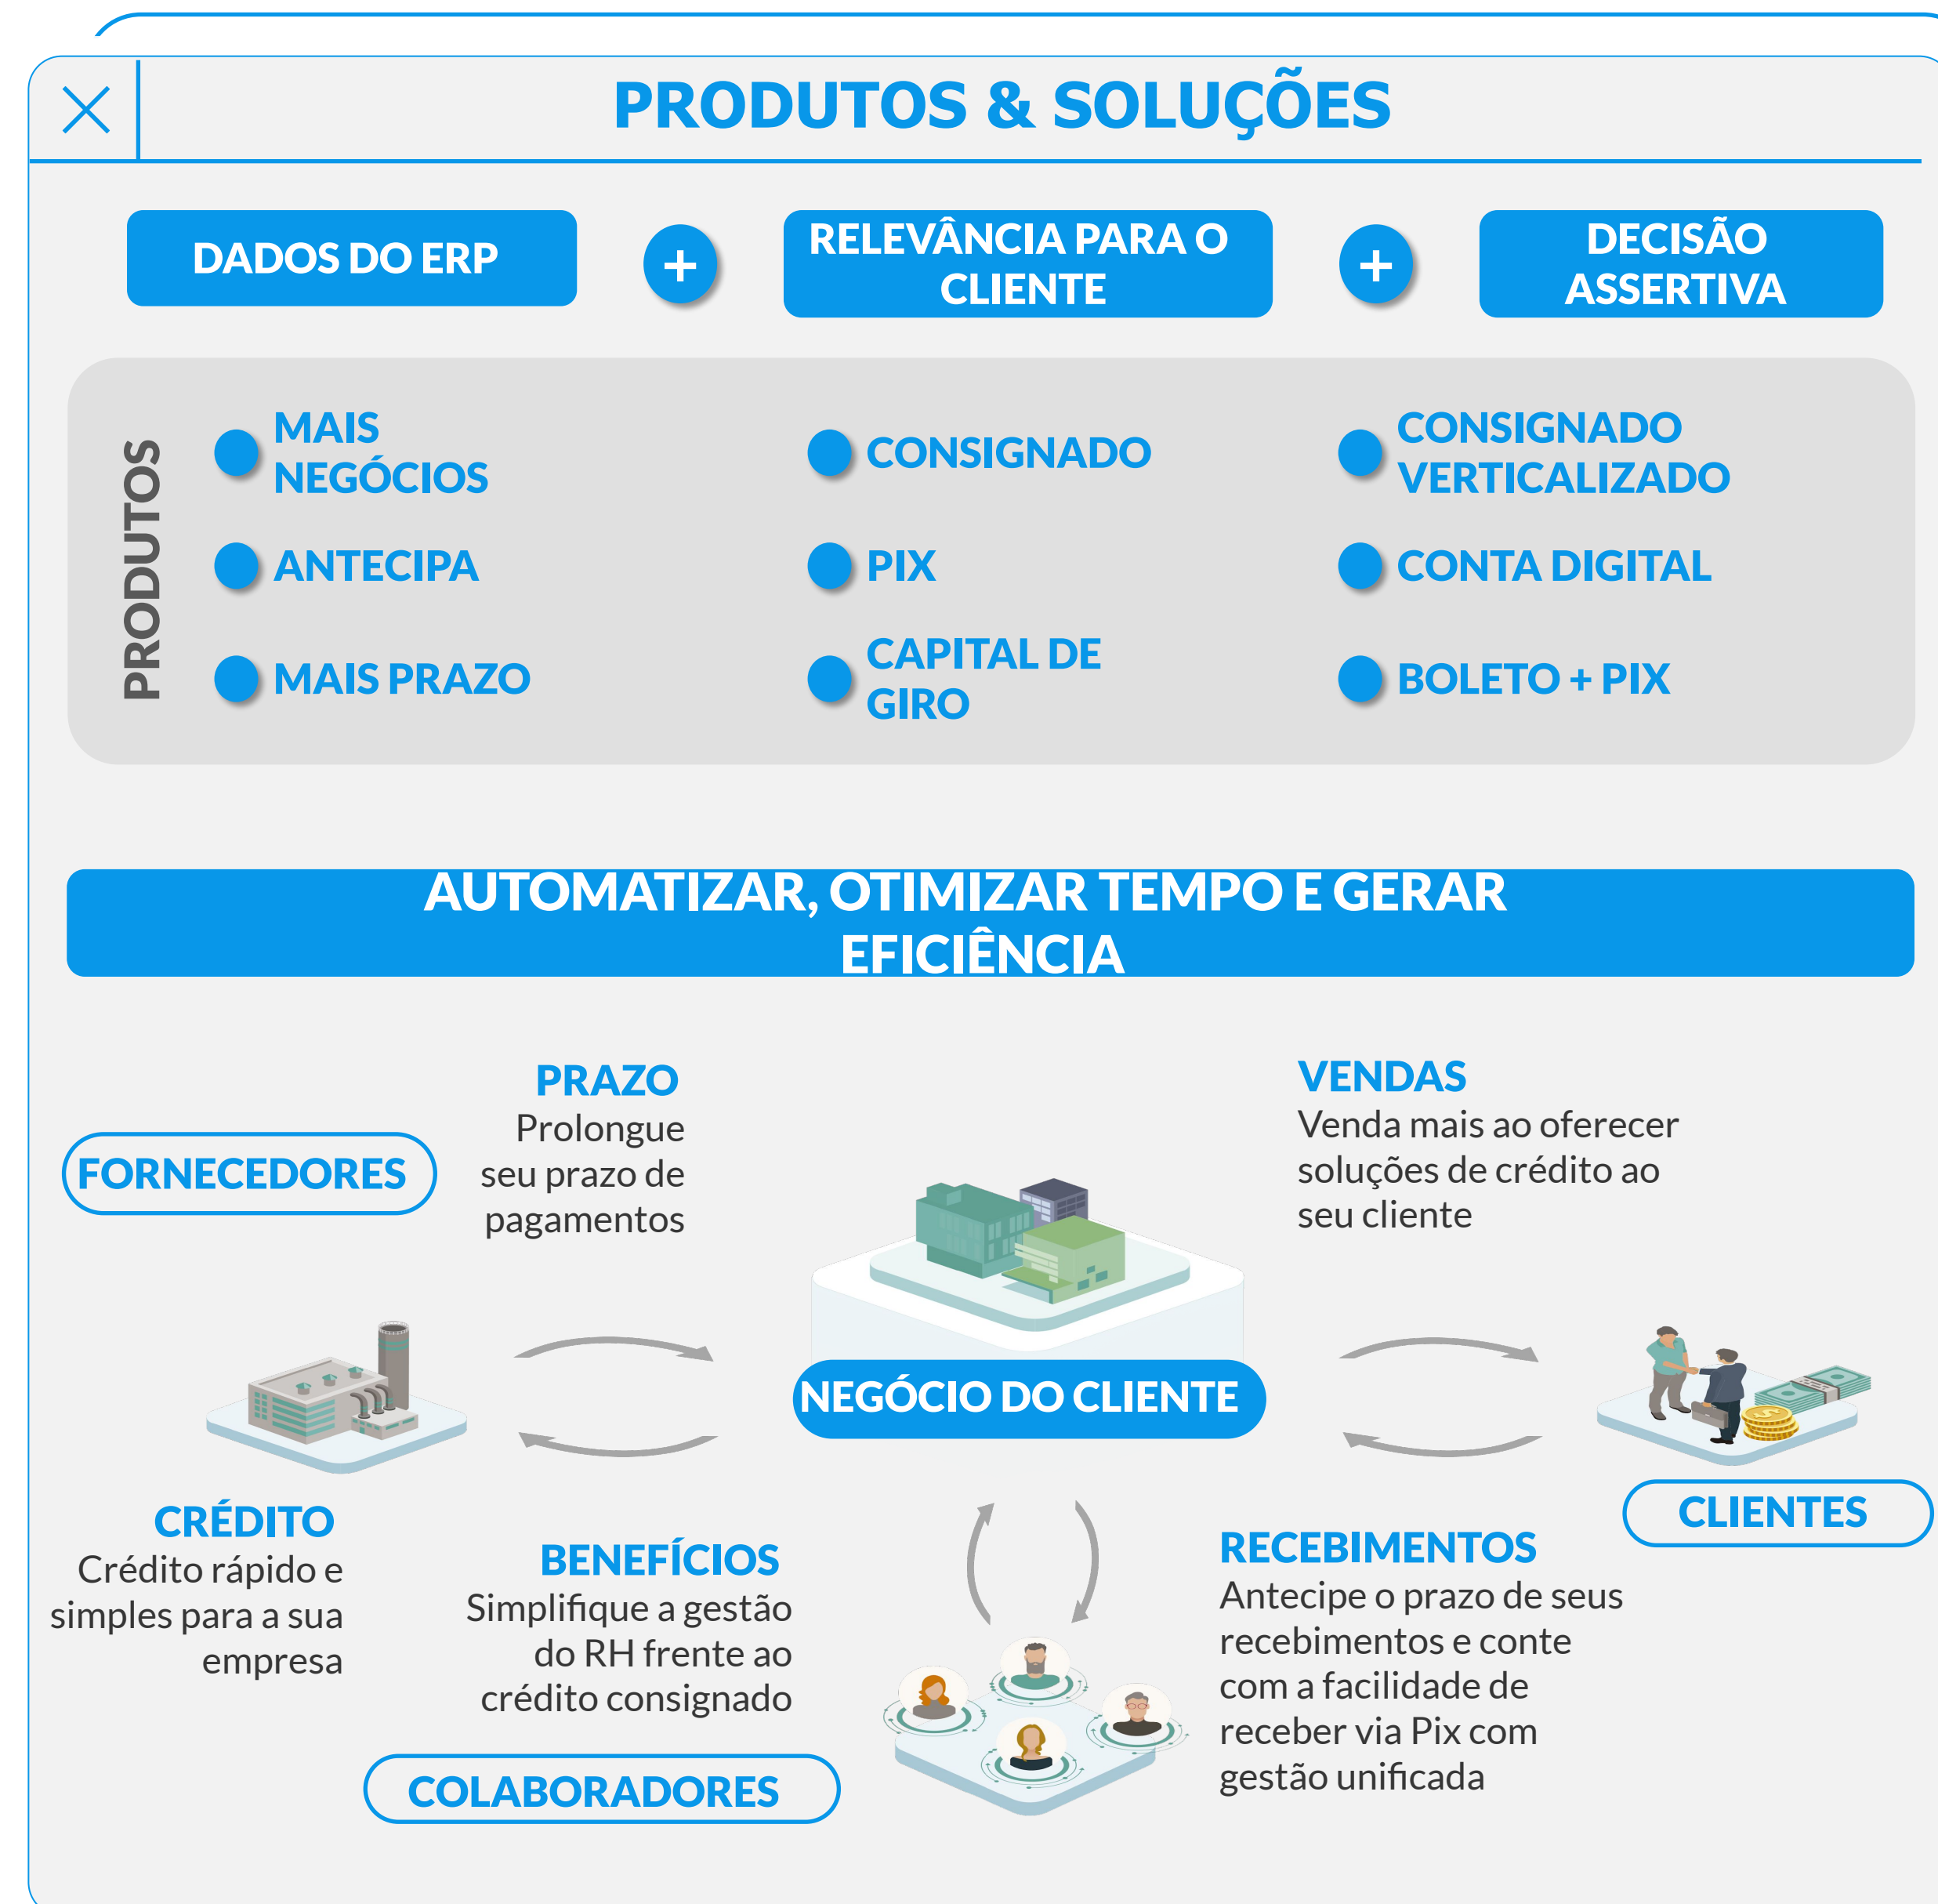 PRODUTOS & SOLUÇÕES
DADOS DO ERP
+
RELEVÂNCIA PARA O
CLIENTE
+
DECISÃO
ASSERTIVA
PRODUTOS
MAIS
NEGÓCIOS
CONSIGNADO
CONSIGNADO
VERTICALIZADO
ANTECIPA
PIX
CONTA DIGITAL
MAIS PRAZO
CAPITAL DE
GIRO
BOLETO + PIX
AUTOMATIZAR, OTIMIZAR TEMPO E GERAR
EFICIÊNCIA
FORNECEDORES
PRAZO
Prolongue
seu prazo de
pagamentos
VENDAS
Venda mais ao oferecer
soluções de crédito ao
seu cliente
NEGÓCIO DO CLIENTE
CLIENTES
CRÉDITO
Crédito rápido e
simples para a sua
empresa
BENEFÍCIOS
Simplifique a gestão
do RH frente ao
crédito consignado
COLABORADORES
RECEBIMENTOS
Antecipe o prazo de seus
recebimentos e conte
com a facilidade de
receber via Pix com
gestão unificada